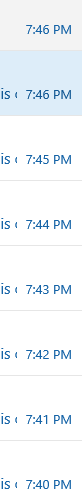 7:46 PM
is 7:46 PM
is 7:45 PM
is 7:44 PM
is 7:43 PM
is 7:42 PM
is 7:41 PM
is 7:40 PM